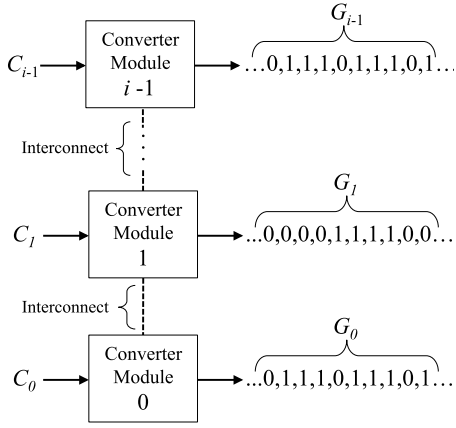 G_{i-1}
C_{i-1}
Converter
Module
i -1
...0,1,1,1,0,1,1,1,0,1...
Interconnect
G_1
C_1
Converter
Module
1
...0,0,0,0,1,1,1,1,0,0...
Interconnect
G_0
C_0
Converter
Module
0
...0,1,1,1,0,1,1,1,0,1...